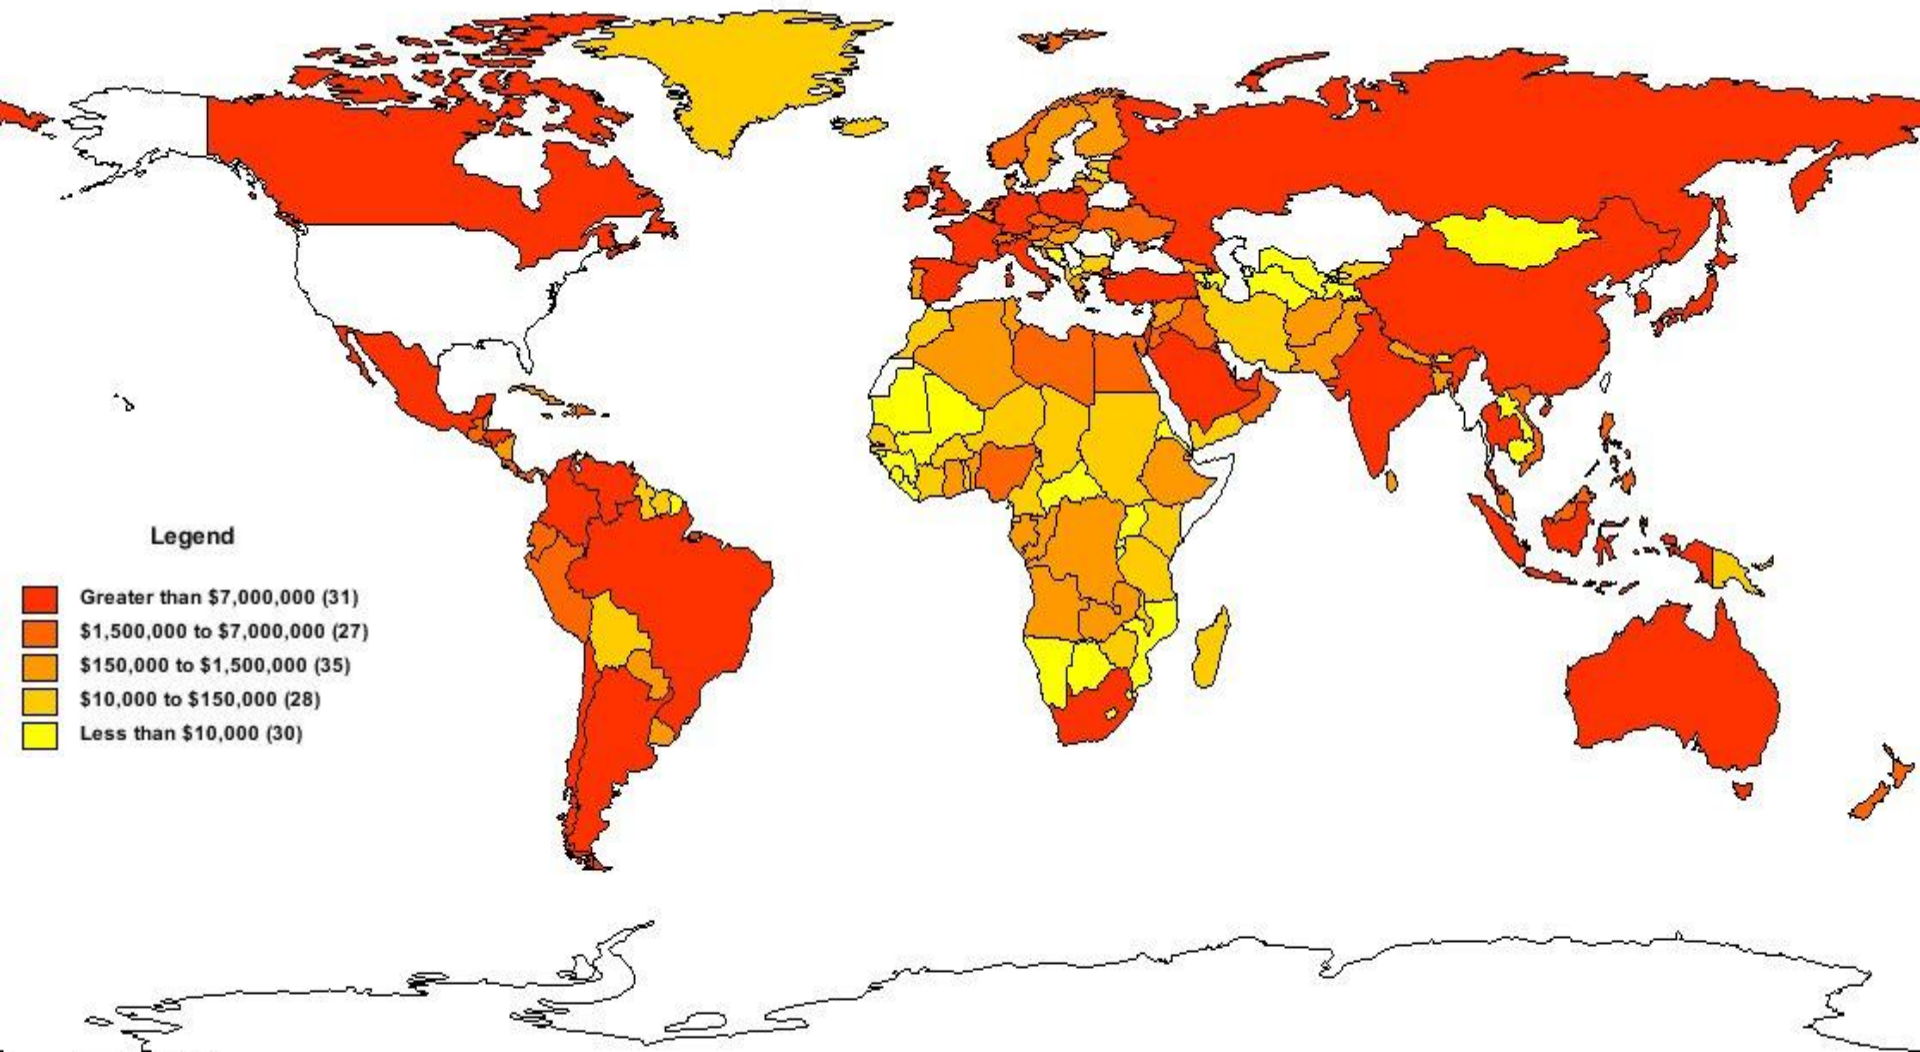 Legend
Greater than $7,000,000 (31)
$1,500,000 to $7,000,000 (27)
$150,000 to $1,500,000 (35)
$10,000 to $150,000 (28)
Less than $10,000 (30)